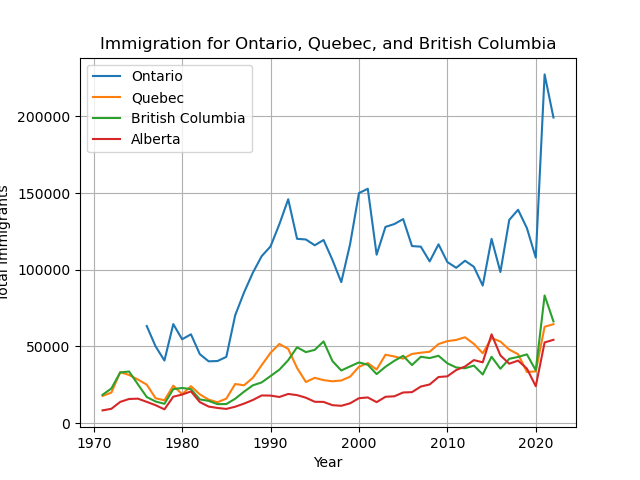 Immigration for Ontario, Quebec, and British Columbia
Ontario
Quebec
British Columbia
Alberta
200000
150000
100000
50000
0
Total Immigrants
1970
1980
1990
2000
2010
2020
Year